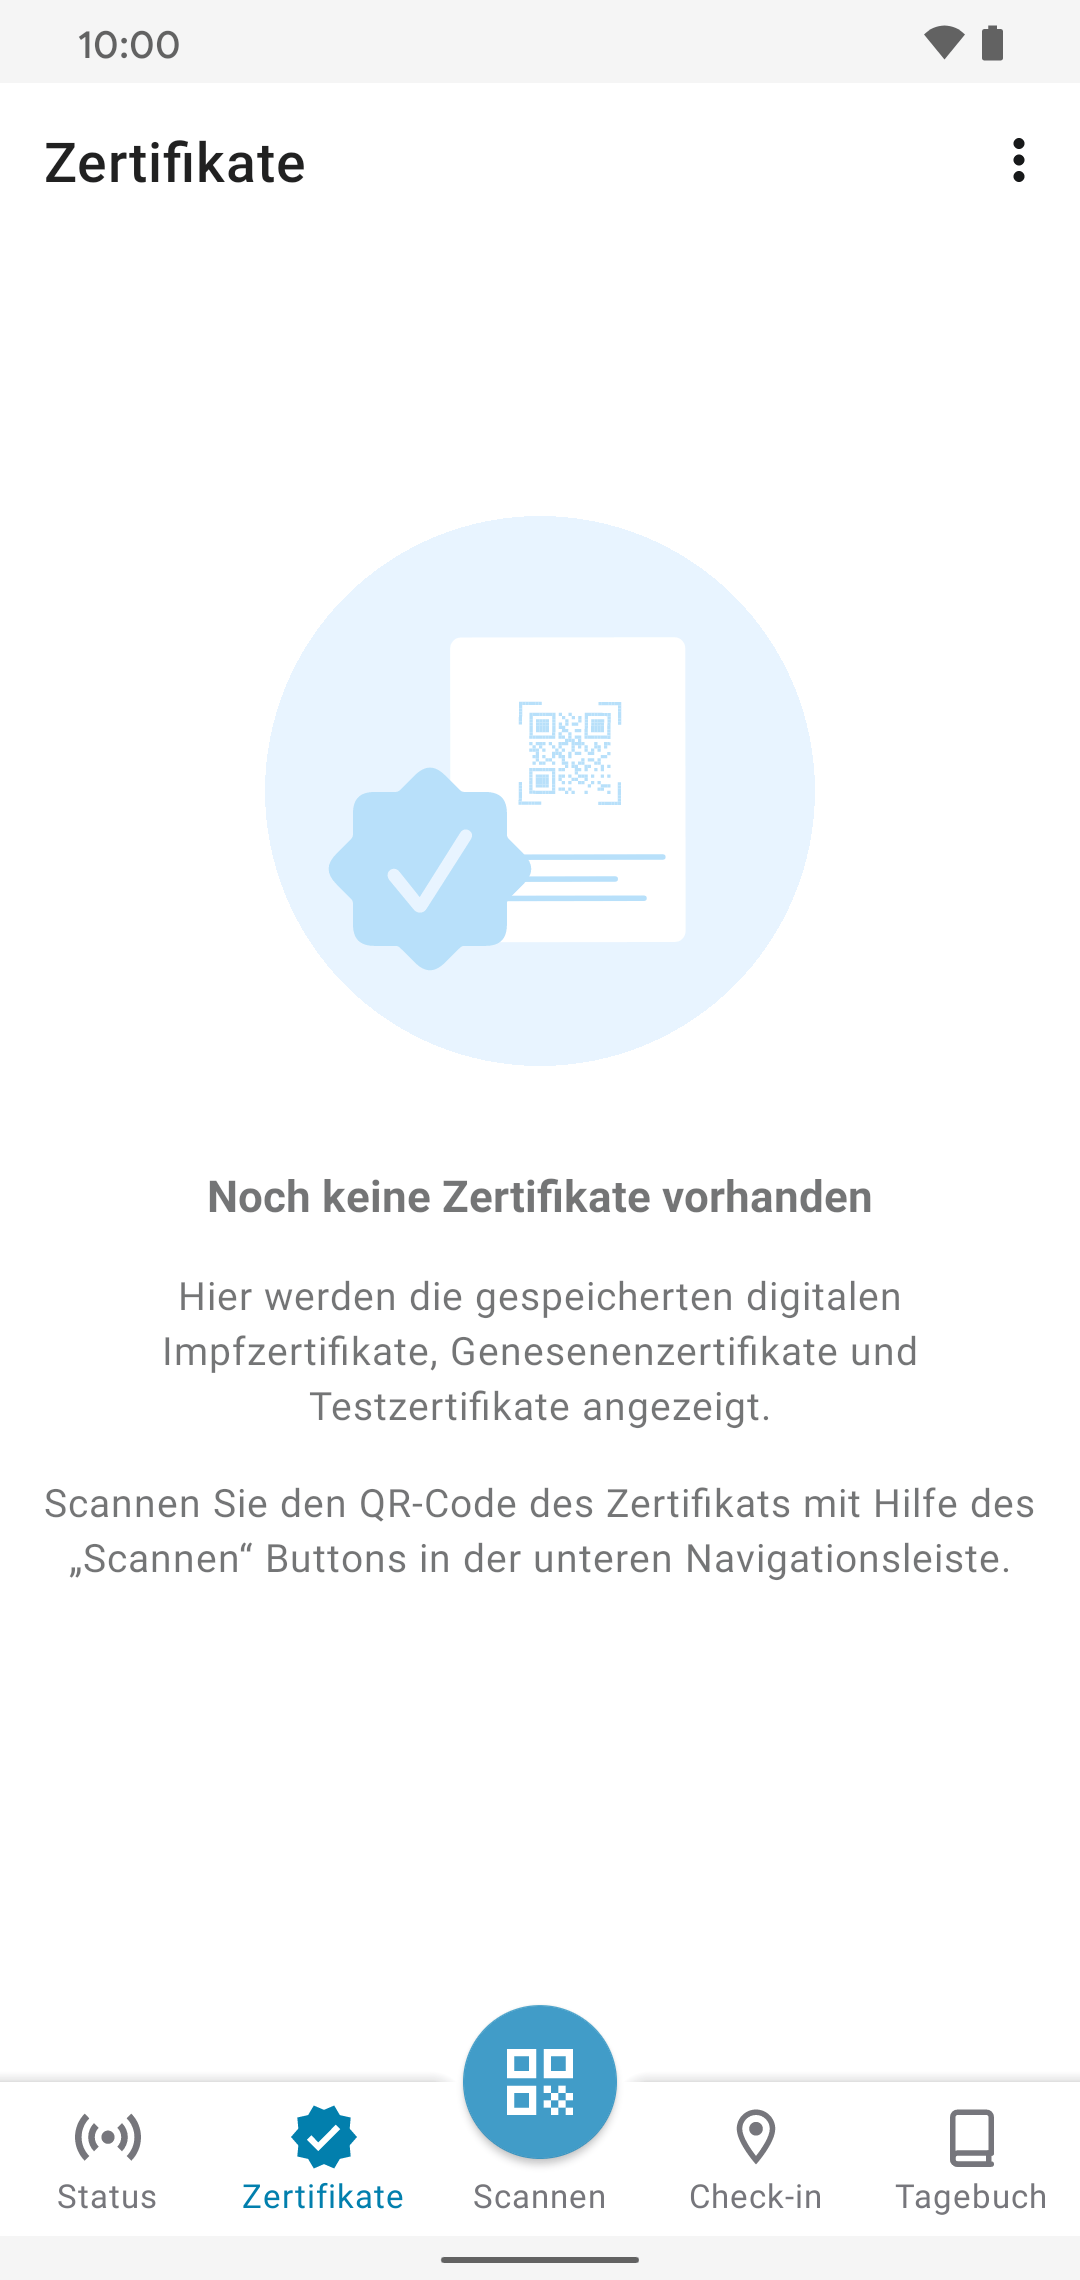 10:00
Zertifikate
Noch keine Zertifikate vorhanden
Hier werden die gespeicherten digitalen
Impfzertifikate, Genesenenzertifikate und
Testzertifikate angezeigt.
Scannen Sie den QR-Code des Zertifikats mit Hilfe des
„Scannen“ Buttons in der unteren Navigationsleiste.
Status
Zertifikate
Scannen
Check-in
Tagebuch